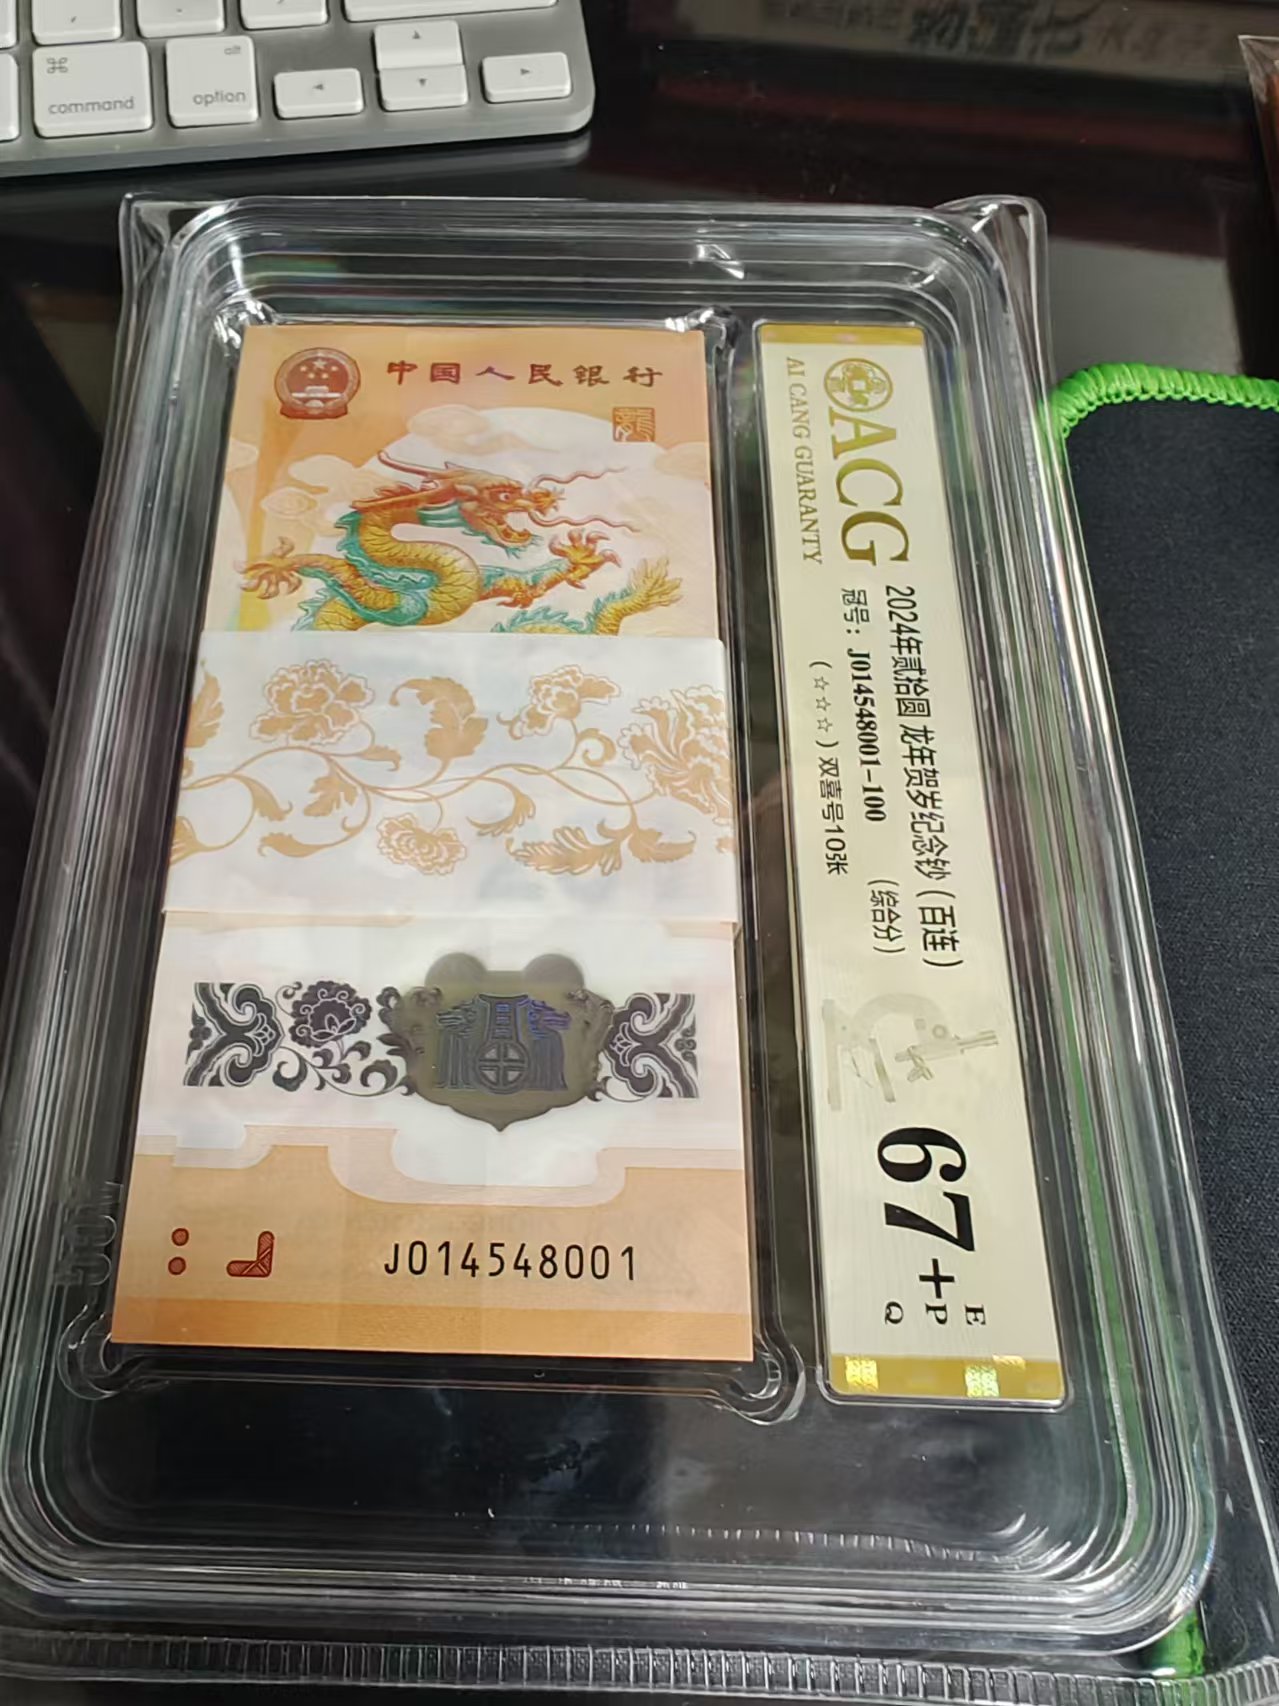 alt
command
option
中国人民银行
J014548001
ACG
AI CANG GUARANTY
2024年贰拾圆 龙年贺岁纪念钞（百连）
冠号：J014548001-100 （综合分）
（☆☆☆）双喜号10张
67+
E
P
Q